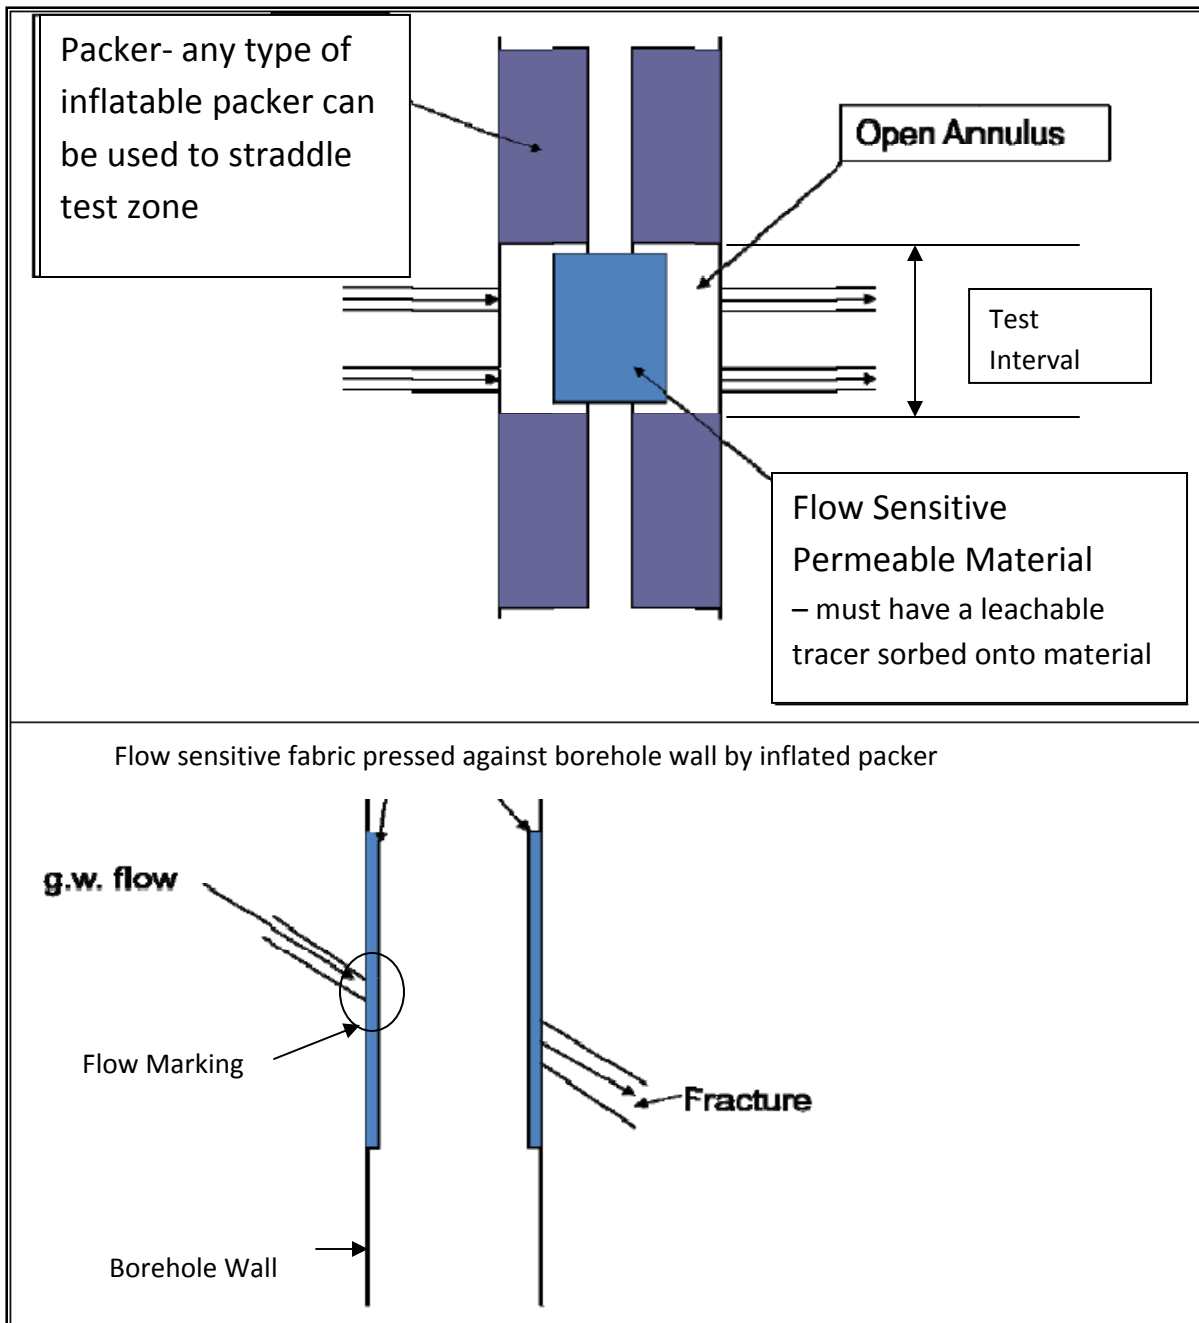 Packer- any type of
inflatable packer can
be used to straddle
test zone
Open Annulus
Test
Interval
Flow Sensitive
Permeable Material
– must have a leachable
tracer sorbed onto material
Flow sensitive fabric pressed against borehole wall by inflated packer
g.w. flow
Flow Marking
Fracture
Borehole Wall